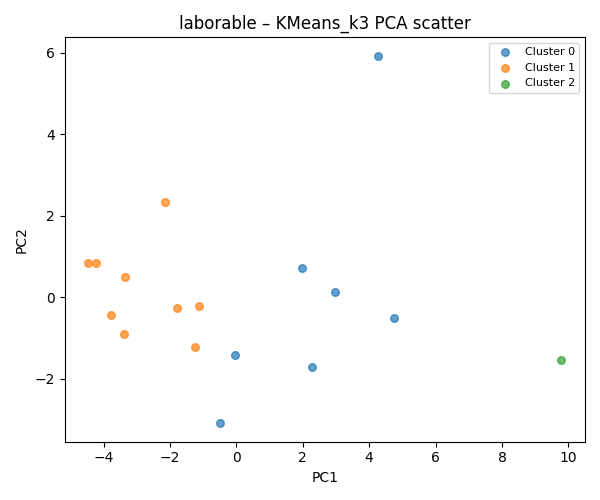 laborable – KMeans_k3 PCA scatter
Cluster 0
Cluster 1
Cluster 2
PC2
6
4
2
0
−2
−4
−2
0
2
4
6
8
10
PC1